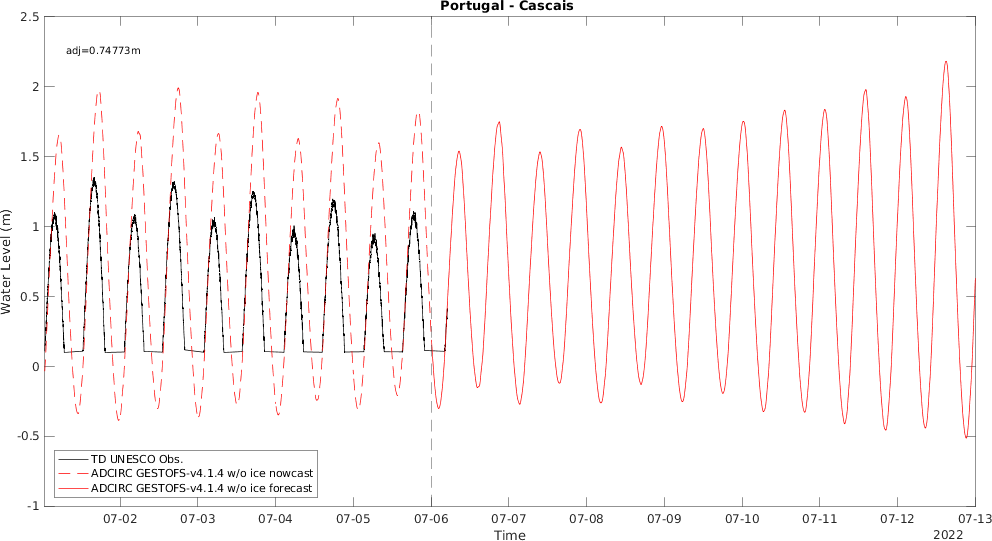 Portugal - Cascais
2.5
adj=0.74773m
2
1.5
1
0.5
0
-0.5
-1
Water Level (m)
TD UNESCO Obs.
ADCIRC GESTOFS-v4.1.4 w/o ice nowcast
ADCIRC GESTOFS-v4.1.4 w/o ice forecast
07-02 07-03 07-04 07-05 07-06 07-07 07-08 07-09 07-10 07-11 07-12 07-13
Time
2022